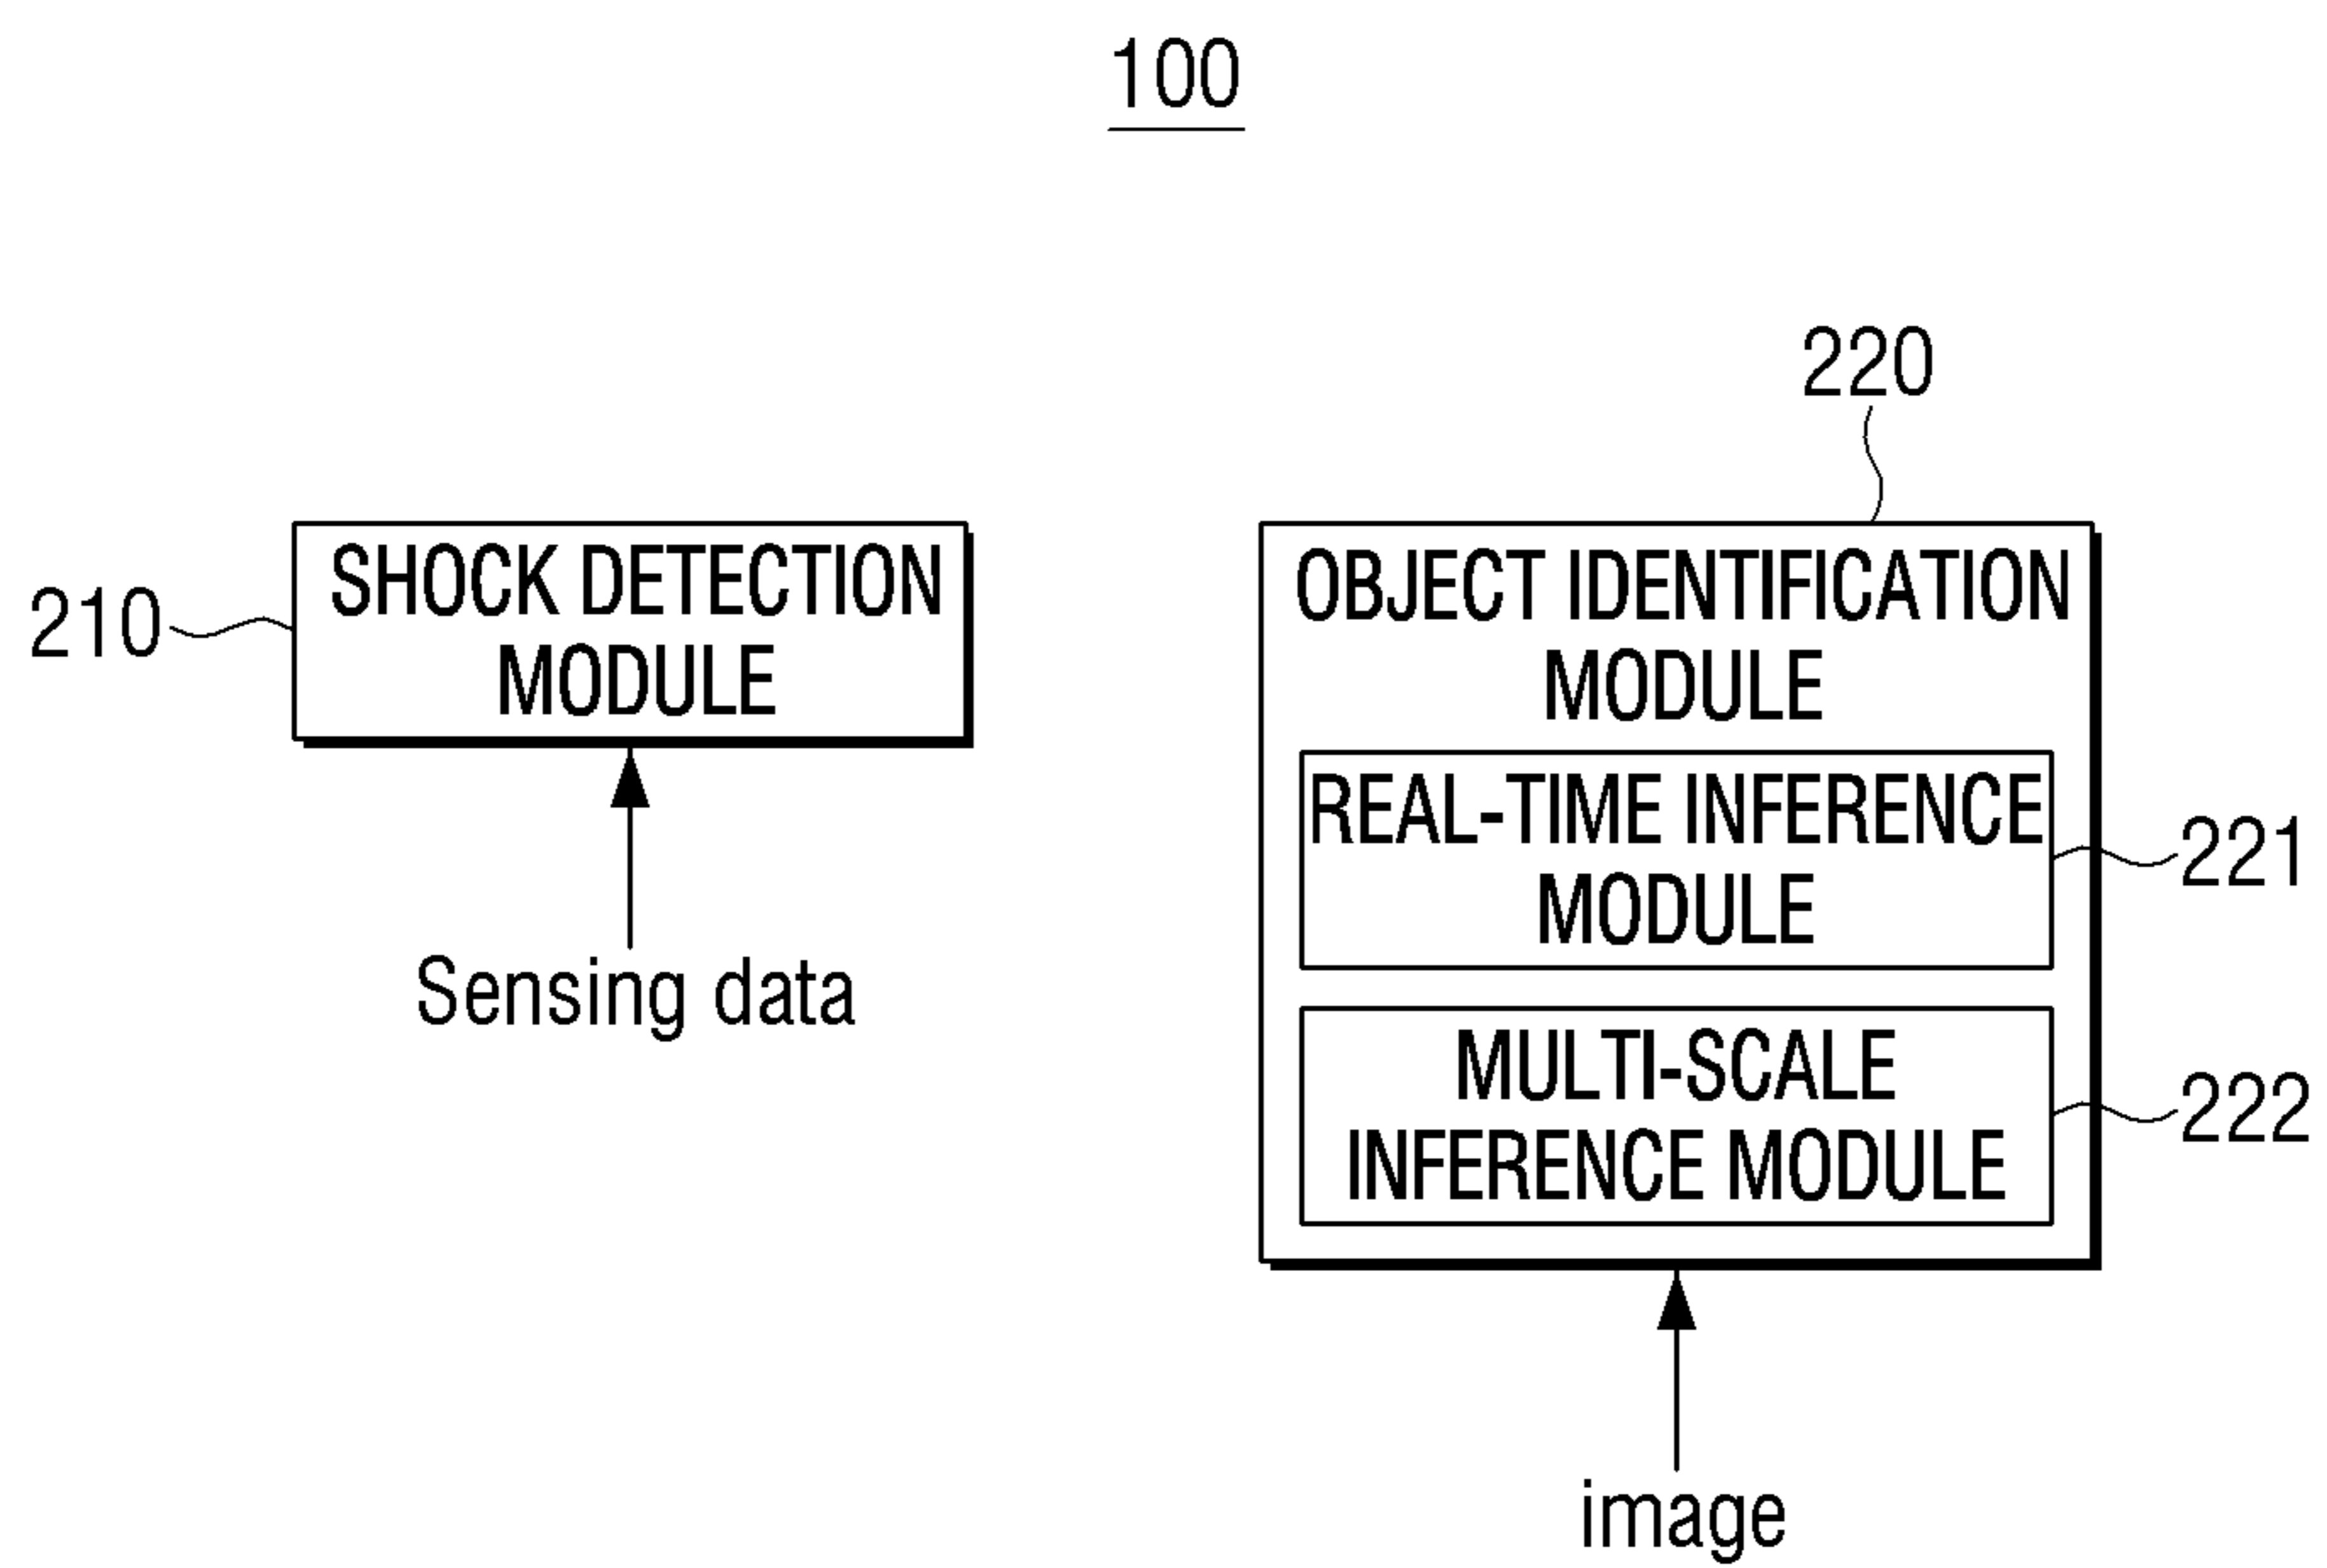 100
220
210
SHOCK DETECTION
MODULE
Sensing data
OBJECT IDENTIFICATION
MODULE
REAL-TIME INFERENCE
MODULE
221
MULTI-SCALE
INFERENCE MODULE
222
image